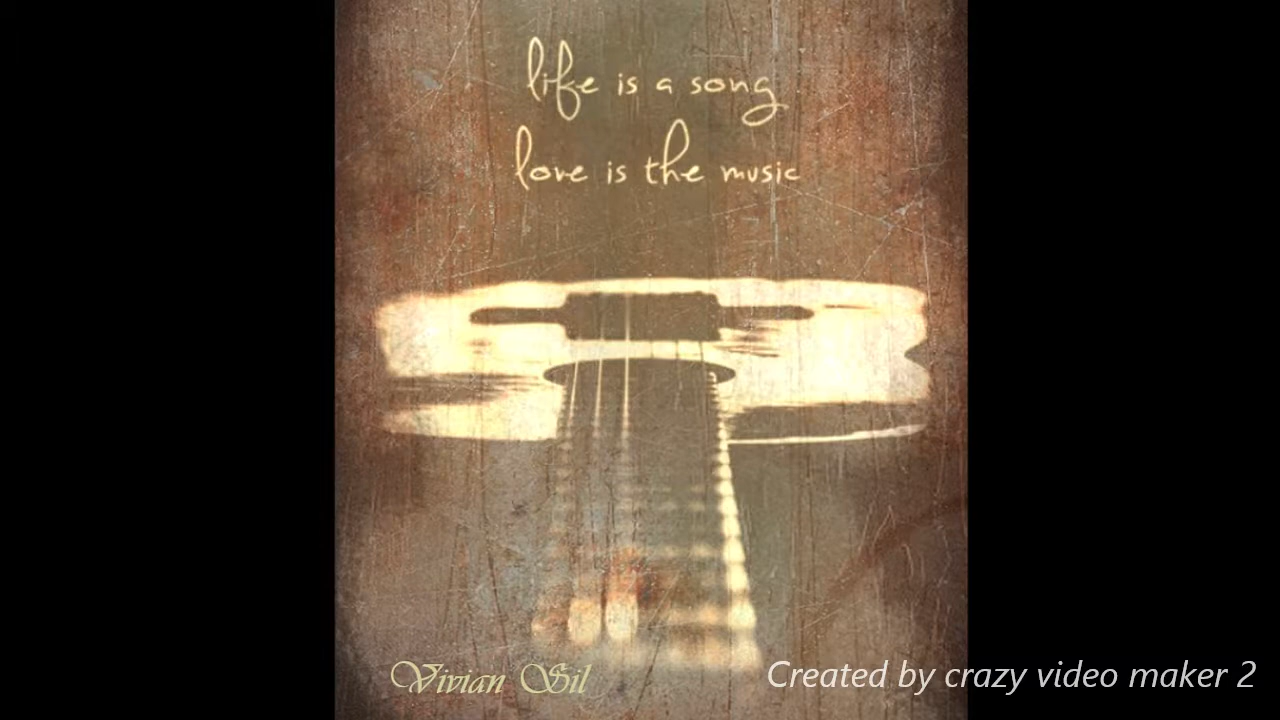 life is a song
love is the music
Vivian Sil
Created by crazy video maker 2